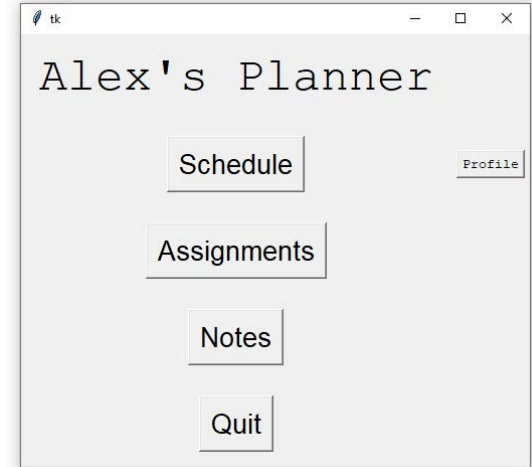 tk
Alex's Planner
Schedule
Profile
Assignments
Notes
Quit